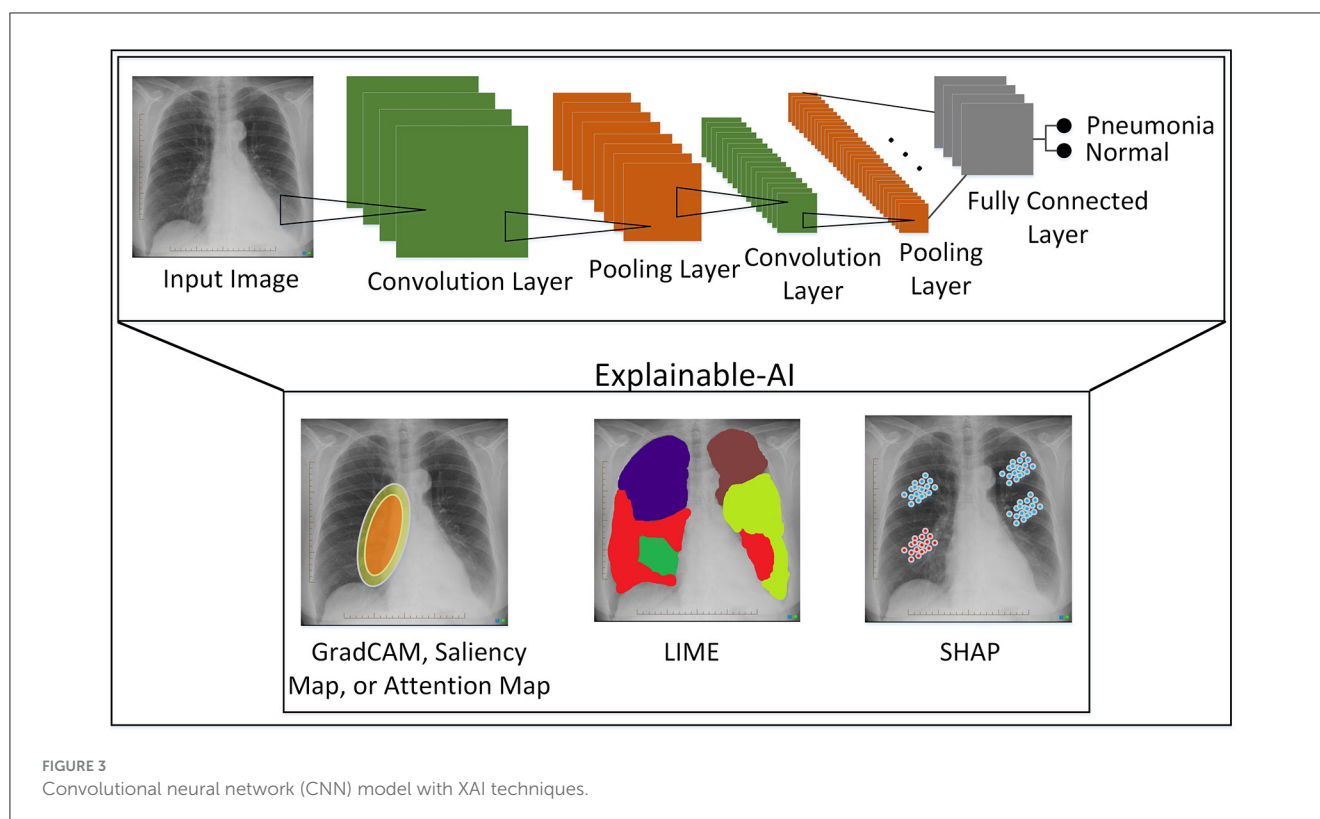 Input Image
Convolution Layer
Pooling Layer
Convolution
Layer
Pooling
Layer
Fully Connected
Layer
Pneumonia
Normal
Explainable-AI
GradCAM, Saliency
Map, or Attention Map
LIME
SHAP
FIGURE 3
Convolutional neural network (CNN) model with XAI techniques.